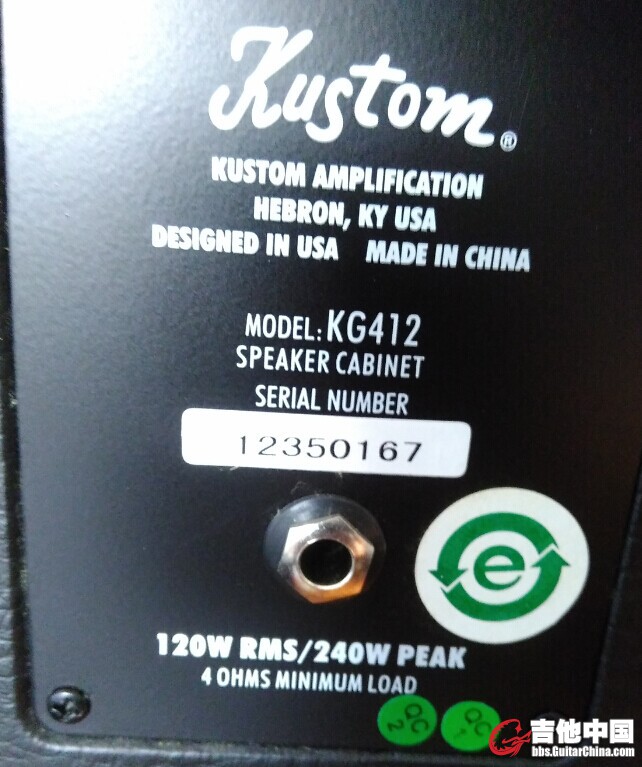 Kustom®
KUSTOM AMPLIFICATION
HEBRON, KY USA
DESIGNED IN USA MADE IN CHINA
MODEL: KG412
SPEAKER CABINET
SERIAL NUMBER
12350167
e
120W RMS/240W PEAK
4 OHMS MINIMUM LOAD
QC 2
QC 1
吉他中国
bbs.GuitarChina.com